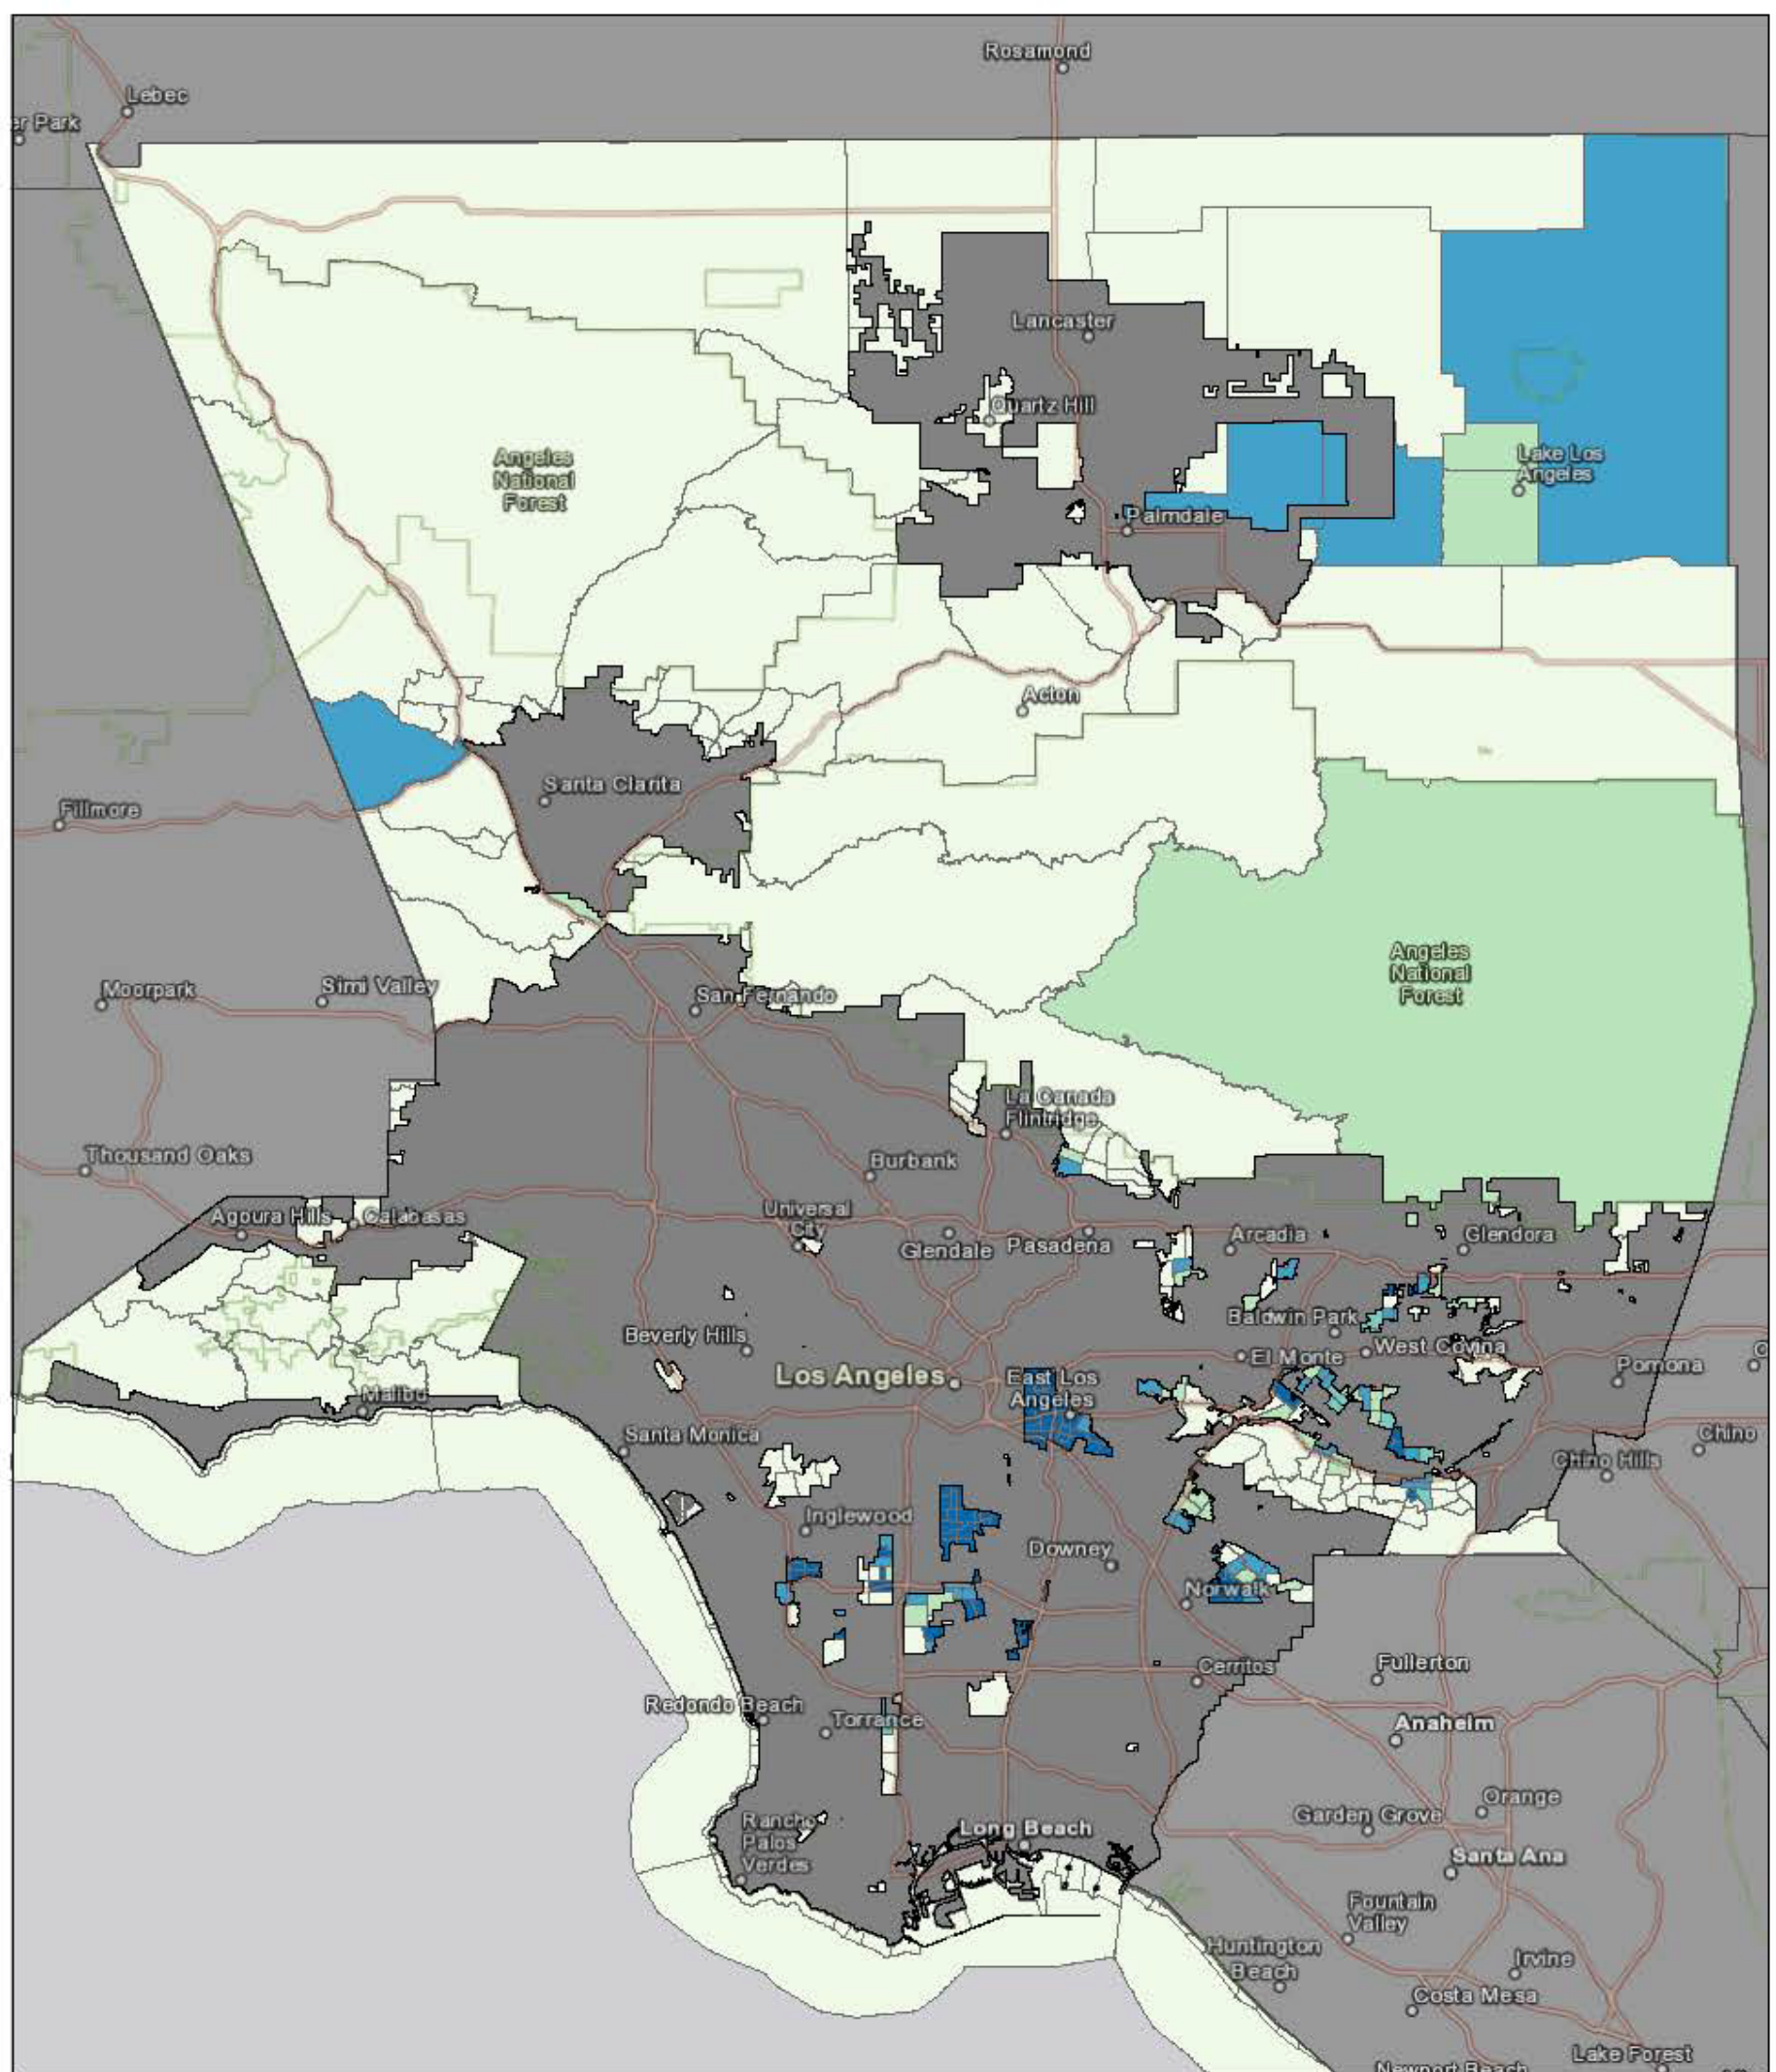 Rosamond
Lebec
er Park
Lancaster
Quartz Hill
Angeles
National
Forest
Lake Los
Angeles
Palmdale
Acton
Santa Clarita
Fillmore
Angeles
National
Forest
Moorpark
Simi Valley
San Fernando
La Canada
Flintridge
Thousand Oaks
Burbank
Agoura Hills
Calabasas
Universal
City
Glendale
Pasadena
Arcadia
Glendora
Baldwin Park
Beverly Hills
El Monte
West Covina
Pomona
Los Angeles
East Los
Angeles
Malibu
Santa Monica
Chino
Chino Hills
Inglewood
Downey
Norwalk
Cerritos
Fullerton
Redondo Beach
Torrance
Anaheim
Orange
Garden Grove
Rancho
Palos
Verdes
Long Beach
Santa Ana
Fountain
Valley
Huntington
Beach
Irvine
Costa Mesa
Lake Forest
Newport Beach